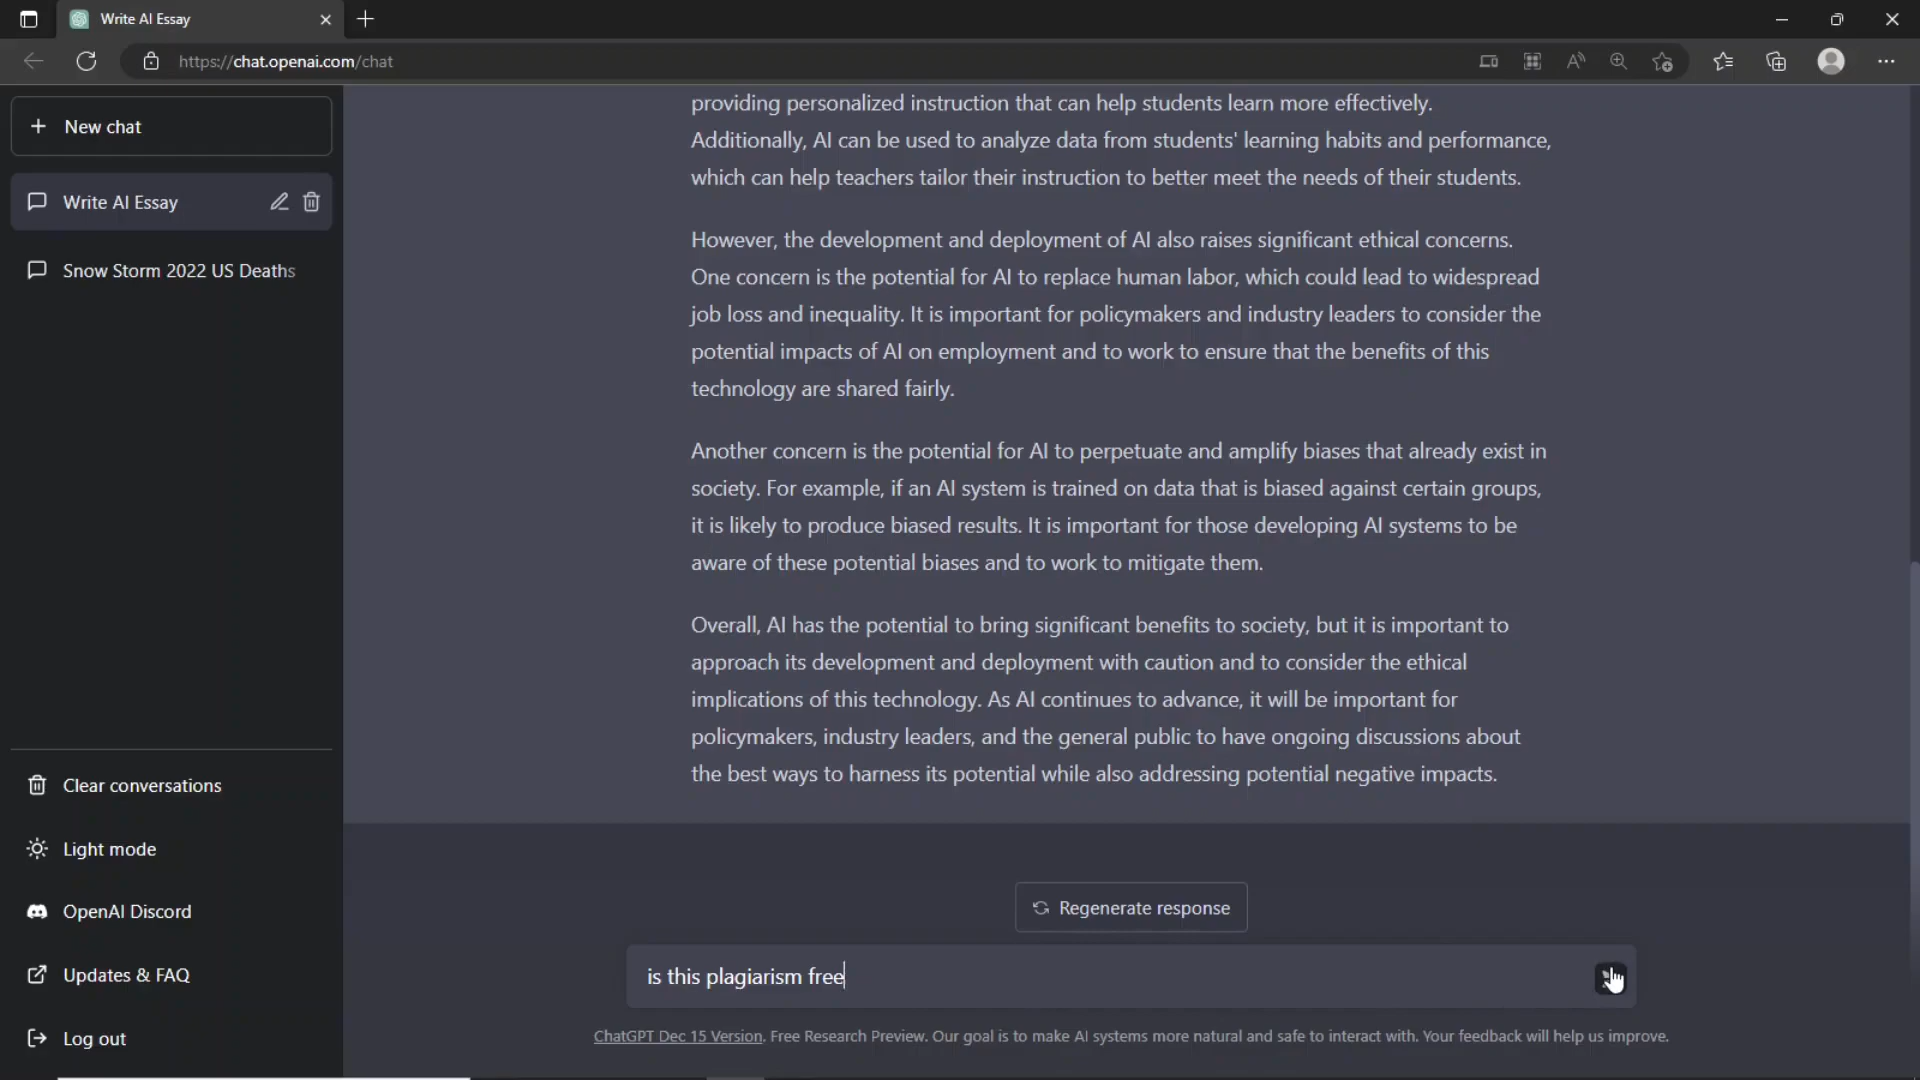 Write AI Essay
https://chat.openai.com/chat
New chat
Write AI Essay
Snow Storm 2022 US Deaths
Clear conversations
Light mode
OpenAI Discord
Updates & FAQ
Log out
providing personalized instruction that can help students learn more effectively.
Additionally, AI can be used to analyze data from students' learning habits and performance,
which can help teachers tailor their instruction to better meet the needs of their students.
However, the development and deployment of AI also raises significant ethical concerns.
One concern is the potential for AI to replace human labor, which could lead to widespread
job loss and inequality. It is important for policymakers and industry leaders to consider the
potential impacts of AI on employment and to work to ensure that the benefits of this
technology are shared fairly.
Another concern is the potential for AI to perpetuate and amplify biases that already exist in
society. For example, if an AI system is trained on data that is biased against certain groups,
it is likely to produce biased results. It is important for those developing AI systems to be
aware of these potential biases and to work to mitigate them.
Overall, AI has the potential to bring significant benefits to society, but it is important to
approach its development and deployment with caution and to consider the ethical
implications of this technology. As AI continues to advance, it will be important for
policymakers, industry leaders, and the general public to have ongoing discussions about
the best ways to harness its potential while also addressing potential negative impacts.
Regenerate response
is this plagiarism free
ChatGPT Dec 15 Version. Free Research Preview. Our goal is to make AI systems more natural and safe to interact with. Your feedback will help us improve.